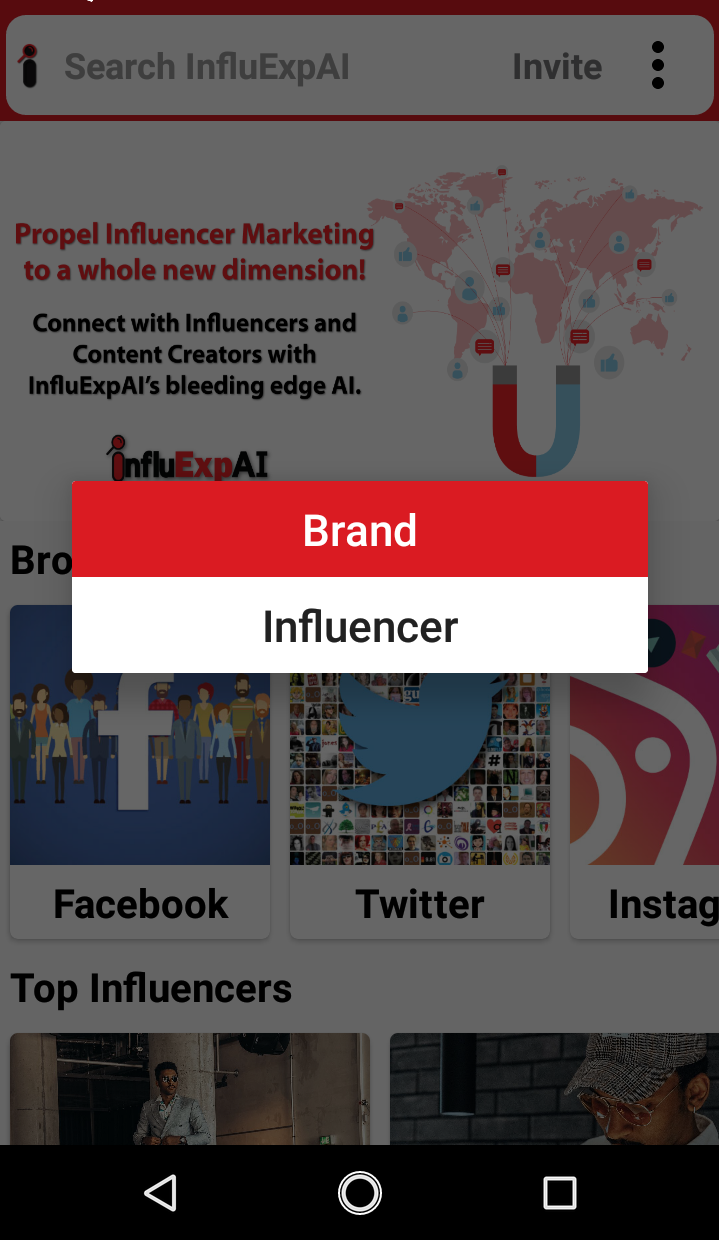 Search InfluExpAI
Invite
Propel Influencer Marketing
to a whole new dimension!
Connect with Influencers and
Content Creators with
InfluExpAI's bleeding edge AI.
influExpAI
Brand
Bro
Influencer
Facebook
Twitter
Instag
Top Influencers